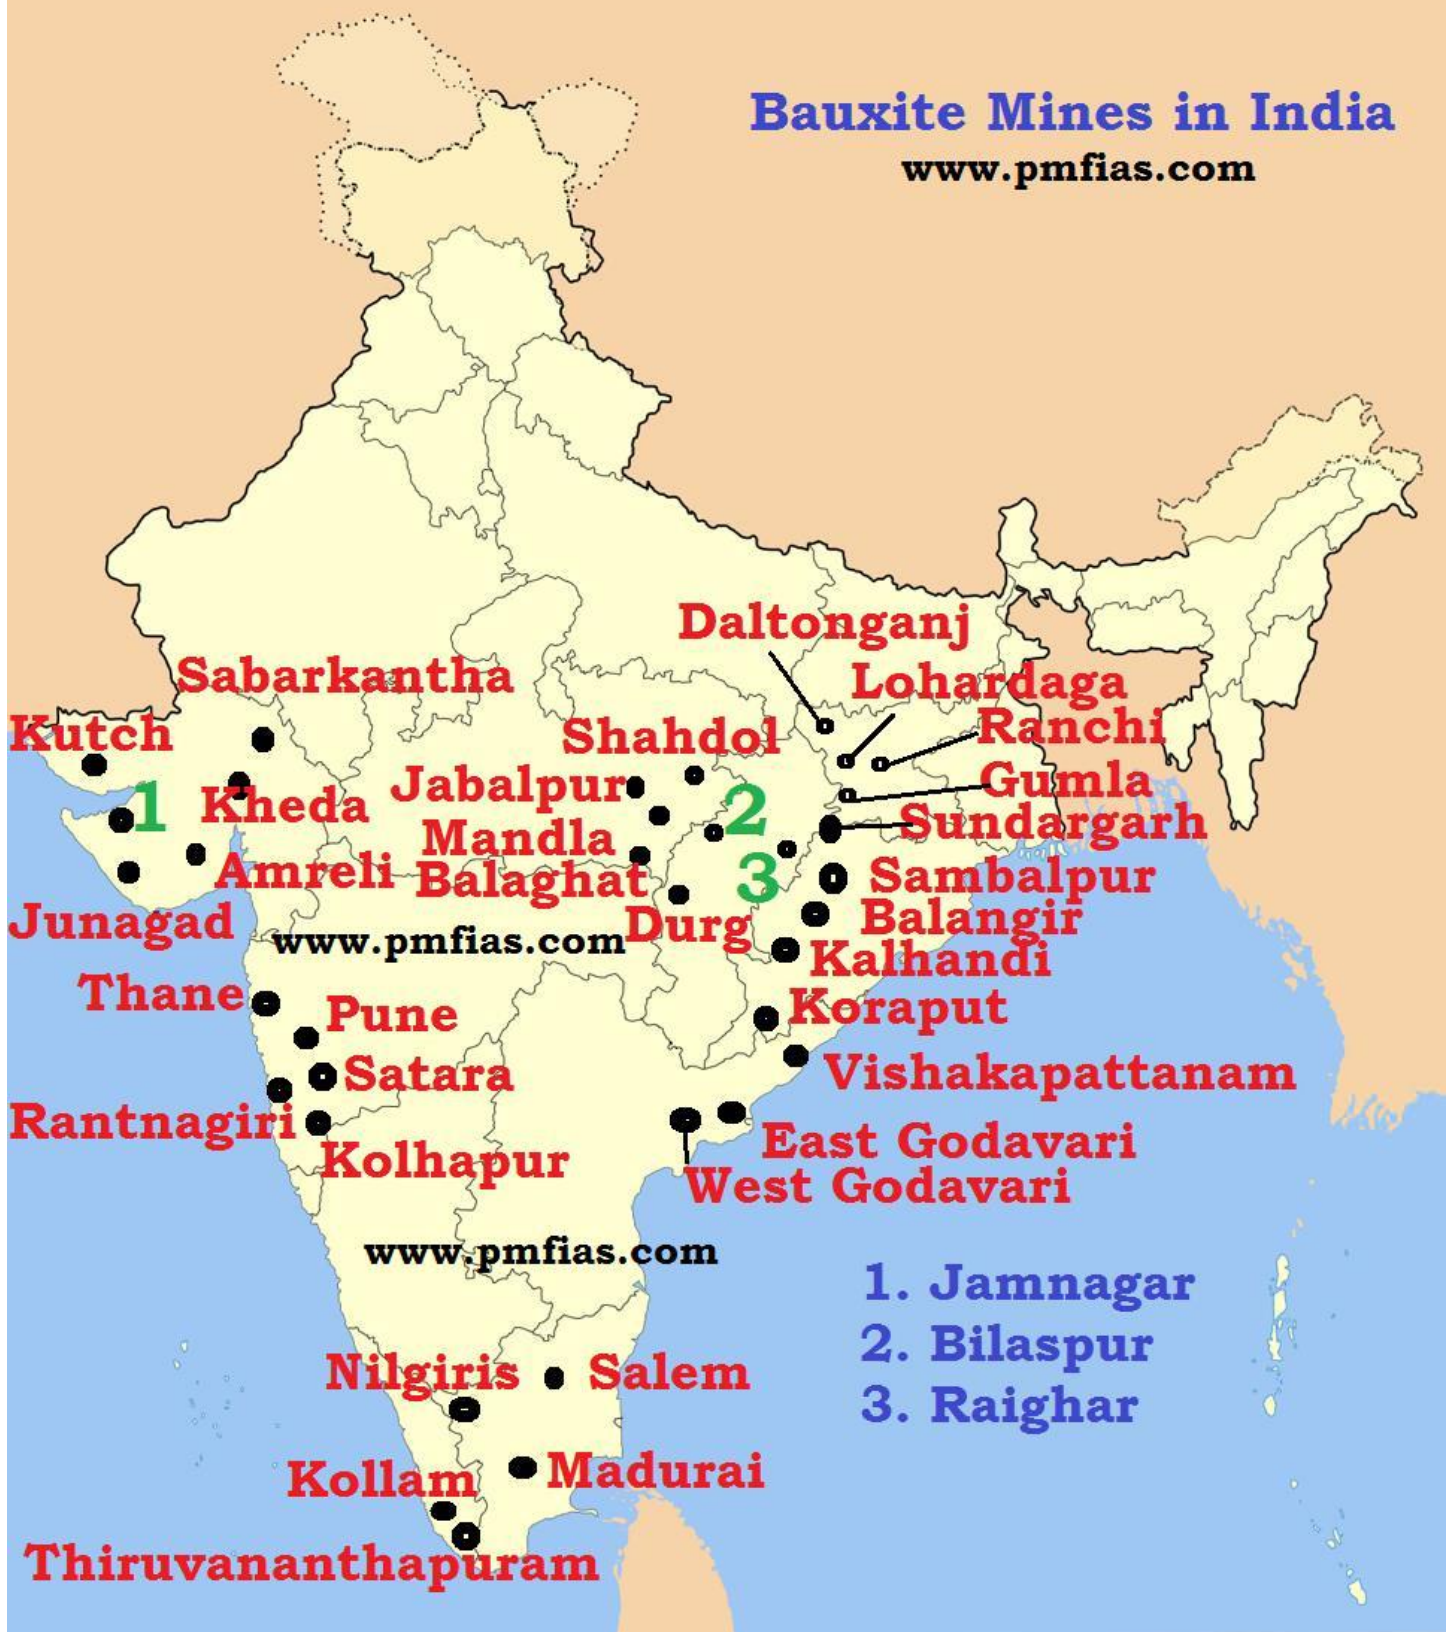 Bauxite Mines in India
www.pmfias.com
Daltonganj
Lohardaga
Sabarkantha
Ranchi
Kutch
Shahdol
Gumla
Jabalpur
1
Kheda
2
Sundargarh
Mandla
Amreli
Balaghat
3
Sambalpur
Junagad
Durg
Balangir
www.pmfias.com
Kalhandi
Thane
Pune
Koraput
Satara
Vishakapattanam
Rantnagiri
East Godavari
Kolhapur
West Godavari
www.pmfias.com
1. Jamnagar
2. Bilaspur
3. Raighar
Nilgiris
Salem
Kollam
Madurai
Thiruvananthapuram